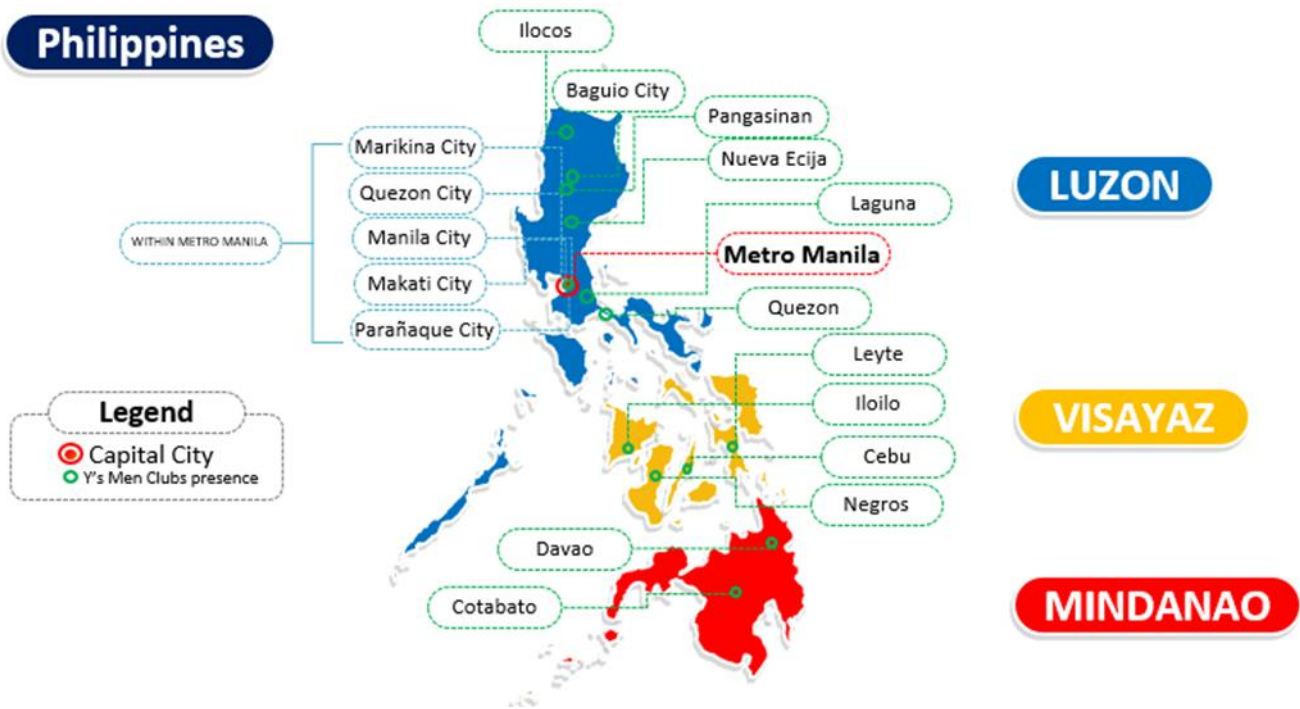 Philippines
Ilocos
Baguio City
Pangasinan
Marikina City
Nueva Ecija
Quezon City
Laguna
LUZON
Manila City
WITHIN METRO MANILA
Metro Manila
Makati City
Quezon
Parañaque City
Leyte
Legend
Capital City
Y's Men Clubs presence
Iloilo
VISAYAZ
Cebu
Negros
Davao
Cotabato
MINDANAO